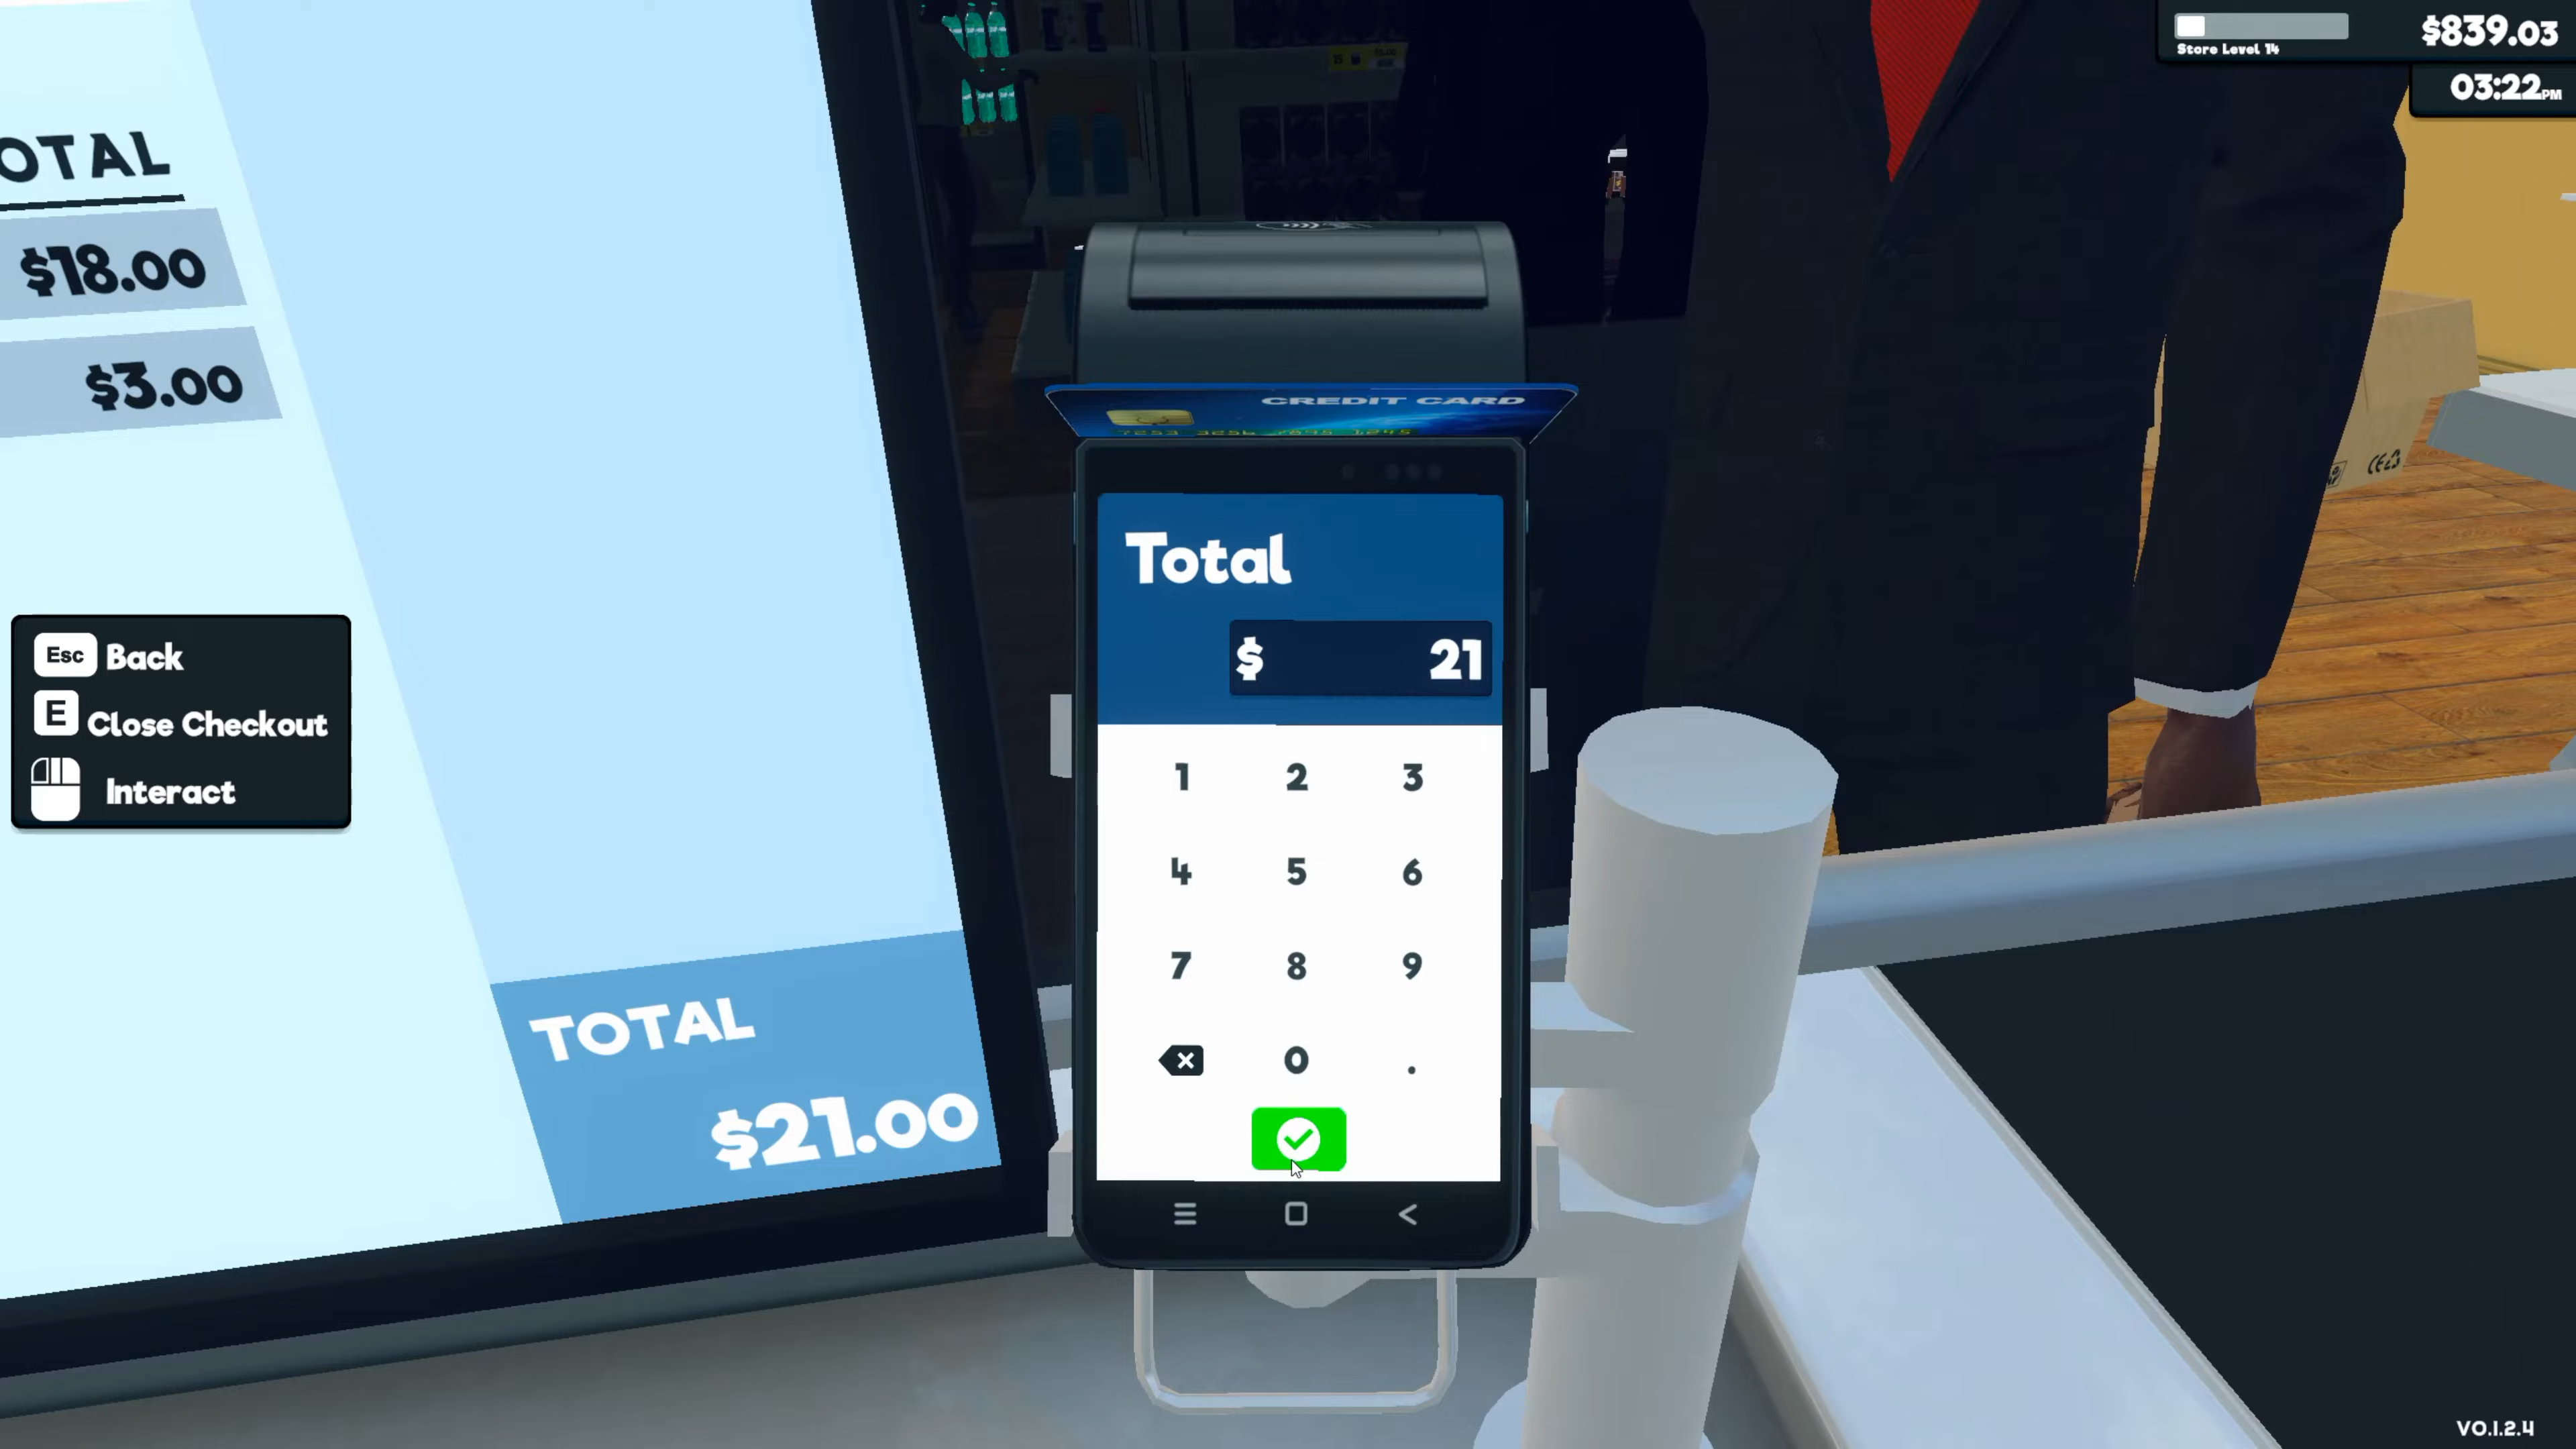 $839.03
Store Level 14
03:22PM
OTAL
$18.00
$3.00
CREDIT CARD
Total
$ 21
Esc Back
E Close Checkout
Interact
1 2 3
4 5 6
7 8 9
0 .
TOTAL
$21.00
V0.1.2.4